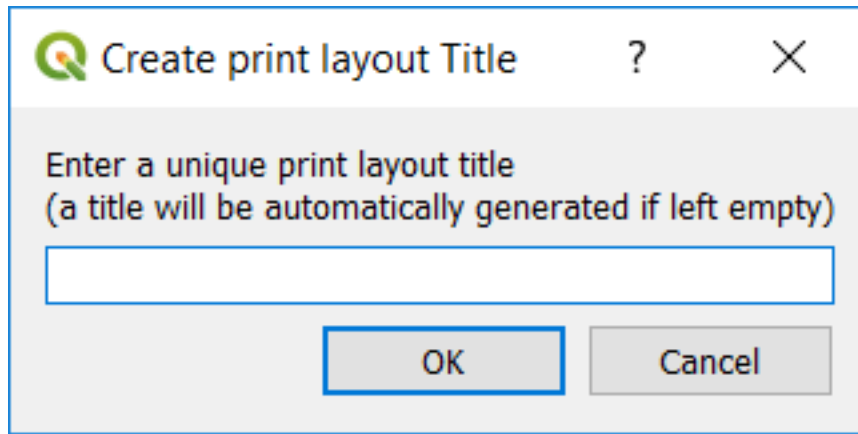 Create print layout Title ?
Enter a unique print layout title
(a title will be automatically generated if left empty)
OK Cancel